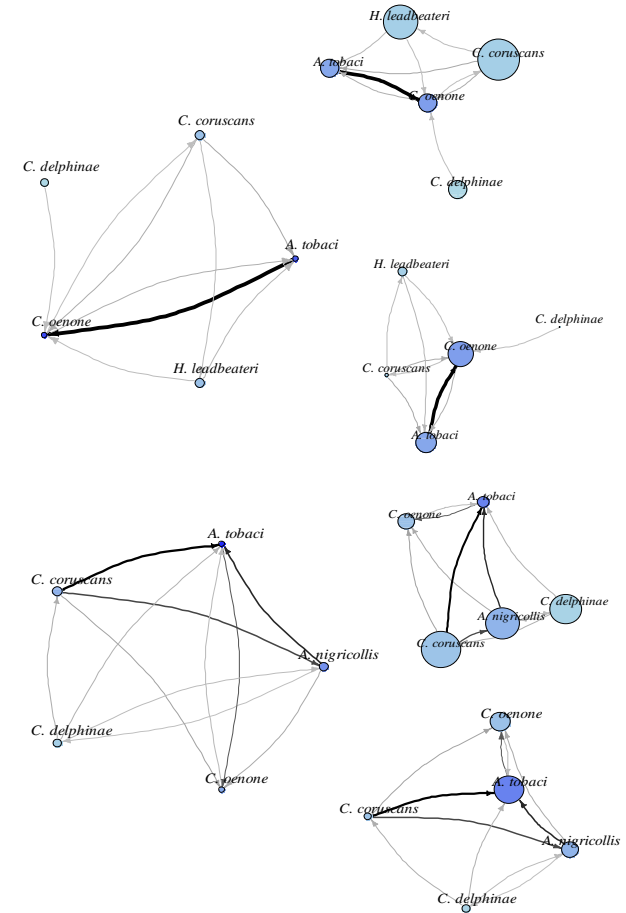 H. leadbeateri
C. coruscans
A. tobaci
C. oenone
C. delphinae
C. coruscans
C. delphinae
A. tobaci
C. oenone
H. leadbeateri
H. leadbeateri
C. delphinae
C. oenone
C. coruscans
A. tobaci
A. tobaci
C. coruscans
A. nigricollis
C. delphinae
C. oenone
A. tobaci
C. oenone
C. delphinae
A. nigricollis
C. coruscans
C. oenone
A. tobaci
C. coruscans
A. nigricollis
C. delphinae